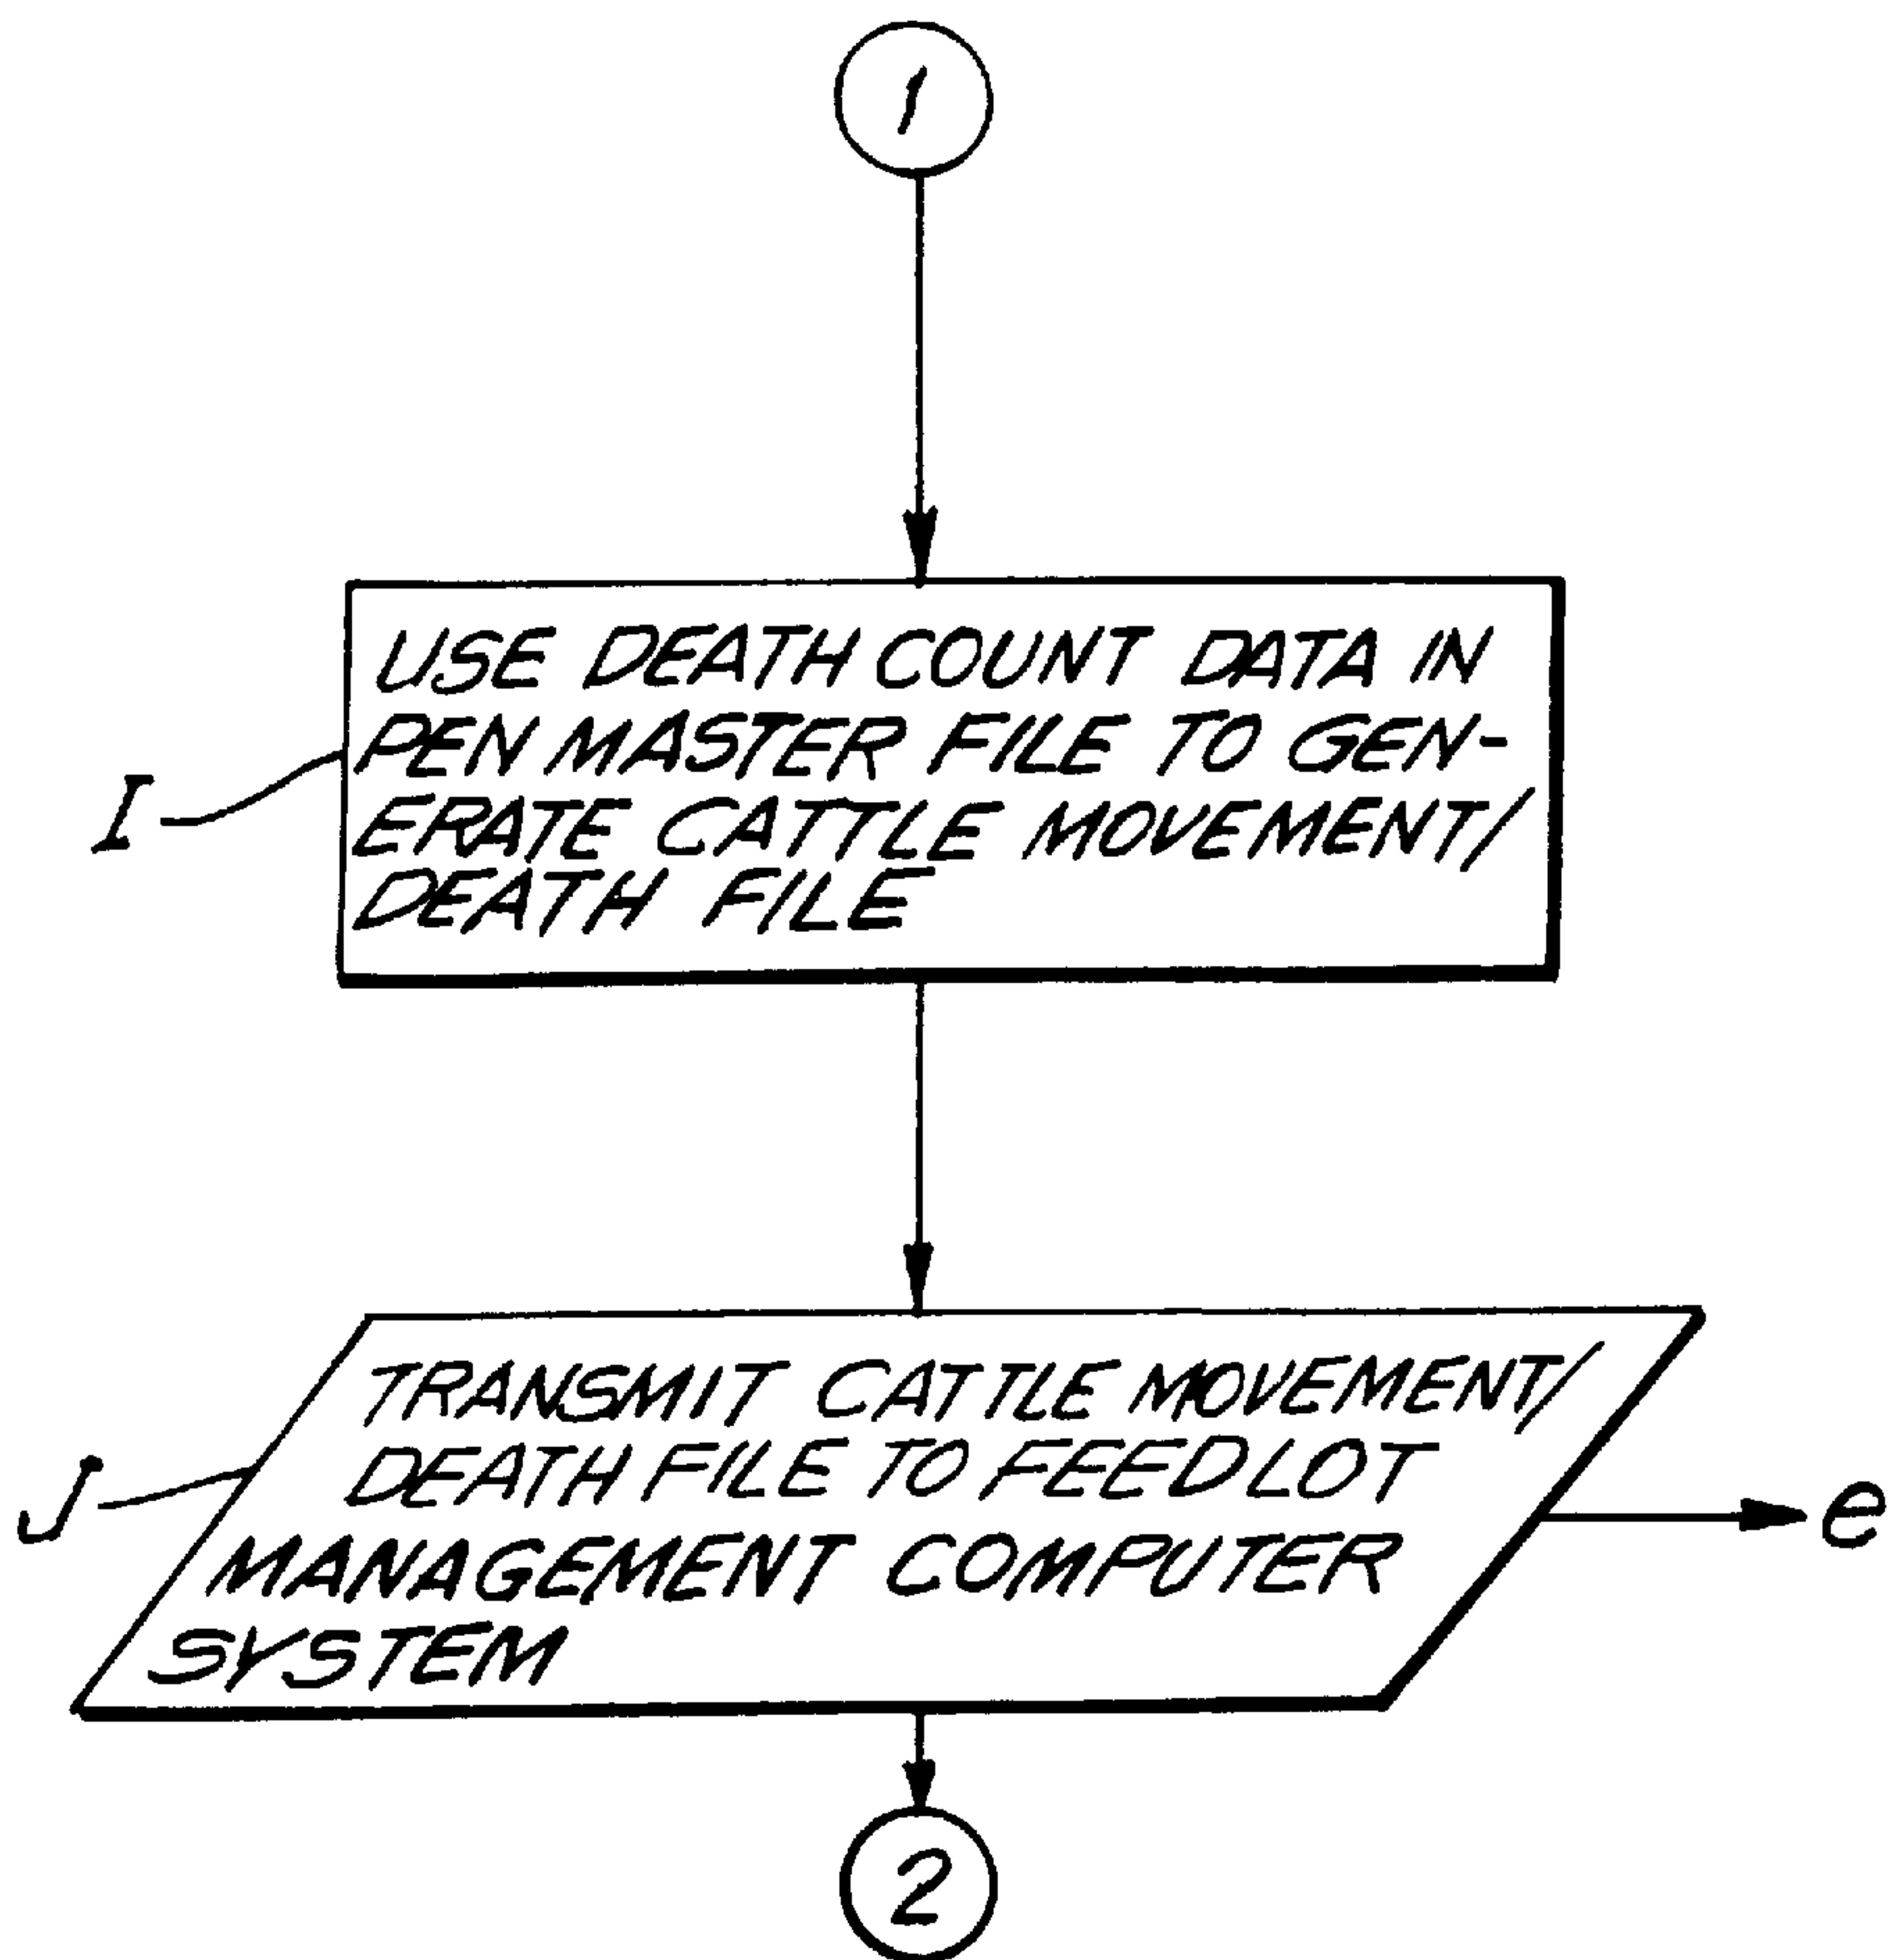 1
USE DEATH COUNT DATA IN
PEN MASTER FILE TO GEN-
ERATE CATTLE MOVEMENT/
DEATH FILE
I
TRANSMIT CATTLE MOVEMENT/
DEATH FILE TO FEEDLOT
MANAGEMENT COMPUTER
SYSTEM
J
e
2